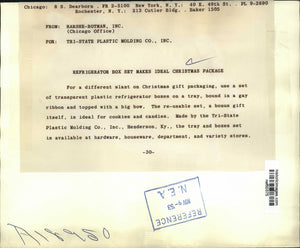 Chicago: 8 S. Dearborn FR 2-5100 New York, N. Y.: 40 E. 49th St. PL 9-2680
Rochester, N. Y.: 213 Cutler Bldg. Baker 1505
FROM: HARSHE-ROTMAN, INC.
(Chicago Office)
FOR: TRI-STATE PLASTIC MOLDING CO., INC.
REFRIGERATOR BOX SET MAKES IDEAL CHRISTMAS PACKAGE
For a different slant on Christmas gift packaging, use a set
of transparent plastic refrigerator boxes on a tray, bound in a gay
ribbon and topped with a big bow. The re-usable set, a bonus gift
itself, is ideal for cookies and candies. Made by the Tri-State
Plastic Molding Co., Inc., Henderson, Ky., the tray and boxes set
is available at hardware, houseware, department, and variety stores.
-30-
REFERENCE
N.E.A.